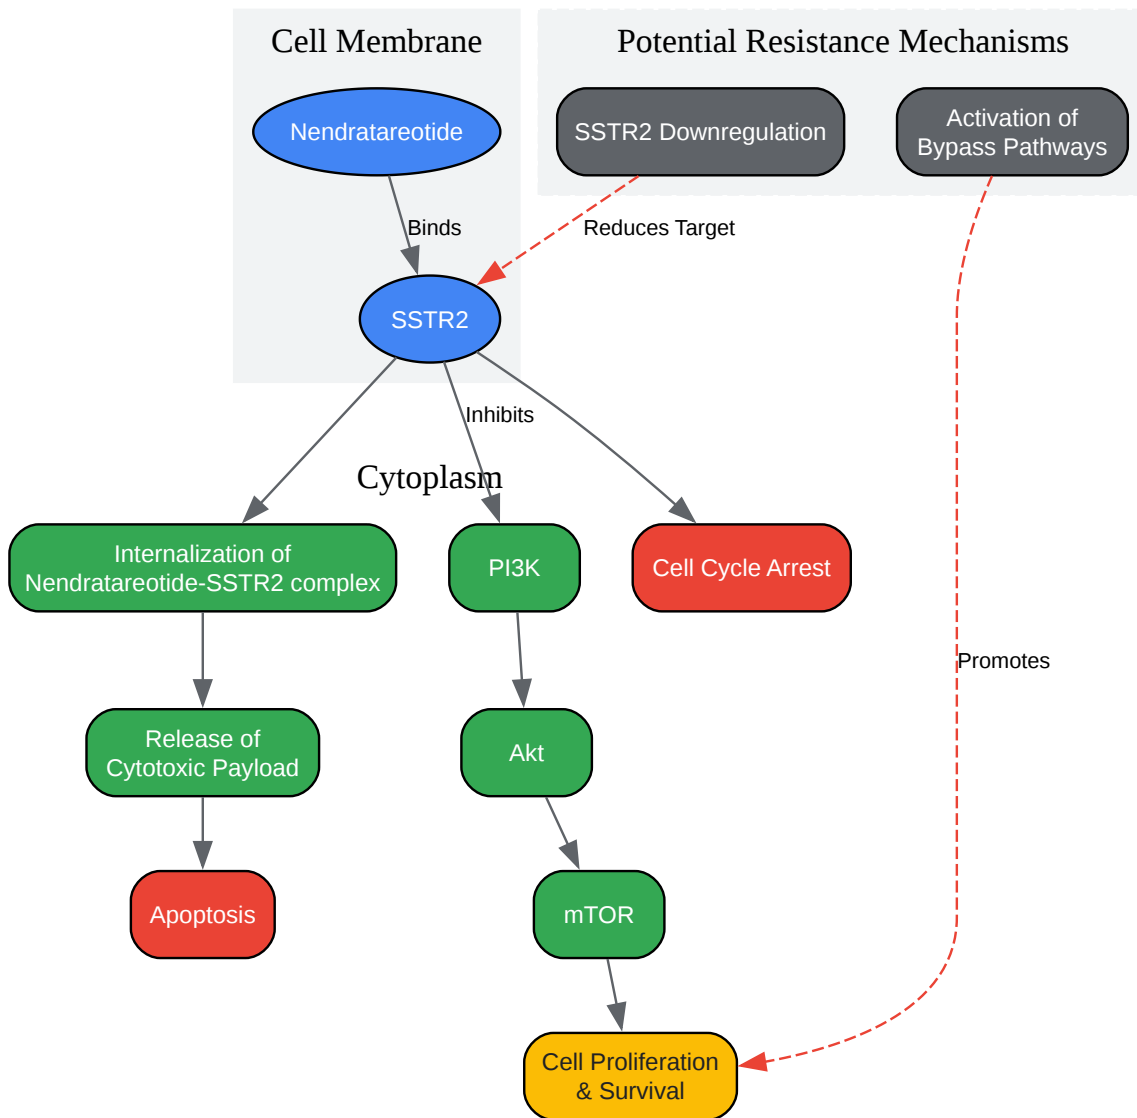 Cell Membrane
Potential Resistance Mechanisms
Nendratareotide
SSTR2 Downregulation
Activation of
Bypass Pathways
Binds
Reduces Target
SSTR2
Inhibits
Cytoplasm
Internalization of
Nendratareotide-SSTR2 complex
PI3K
Cell Cycle Arrest
Promotes
Release of
Cytotoxic Payload
Akt
Apoptosis
mTOR
Cell Proliferation
& Survival